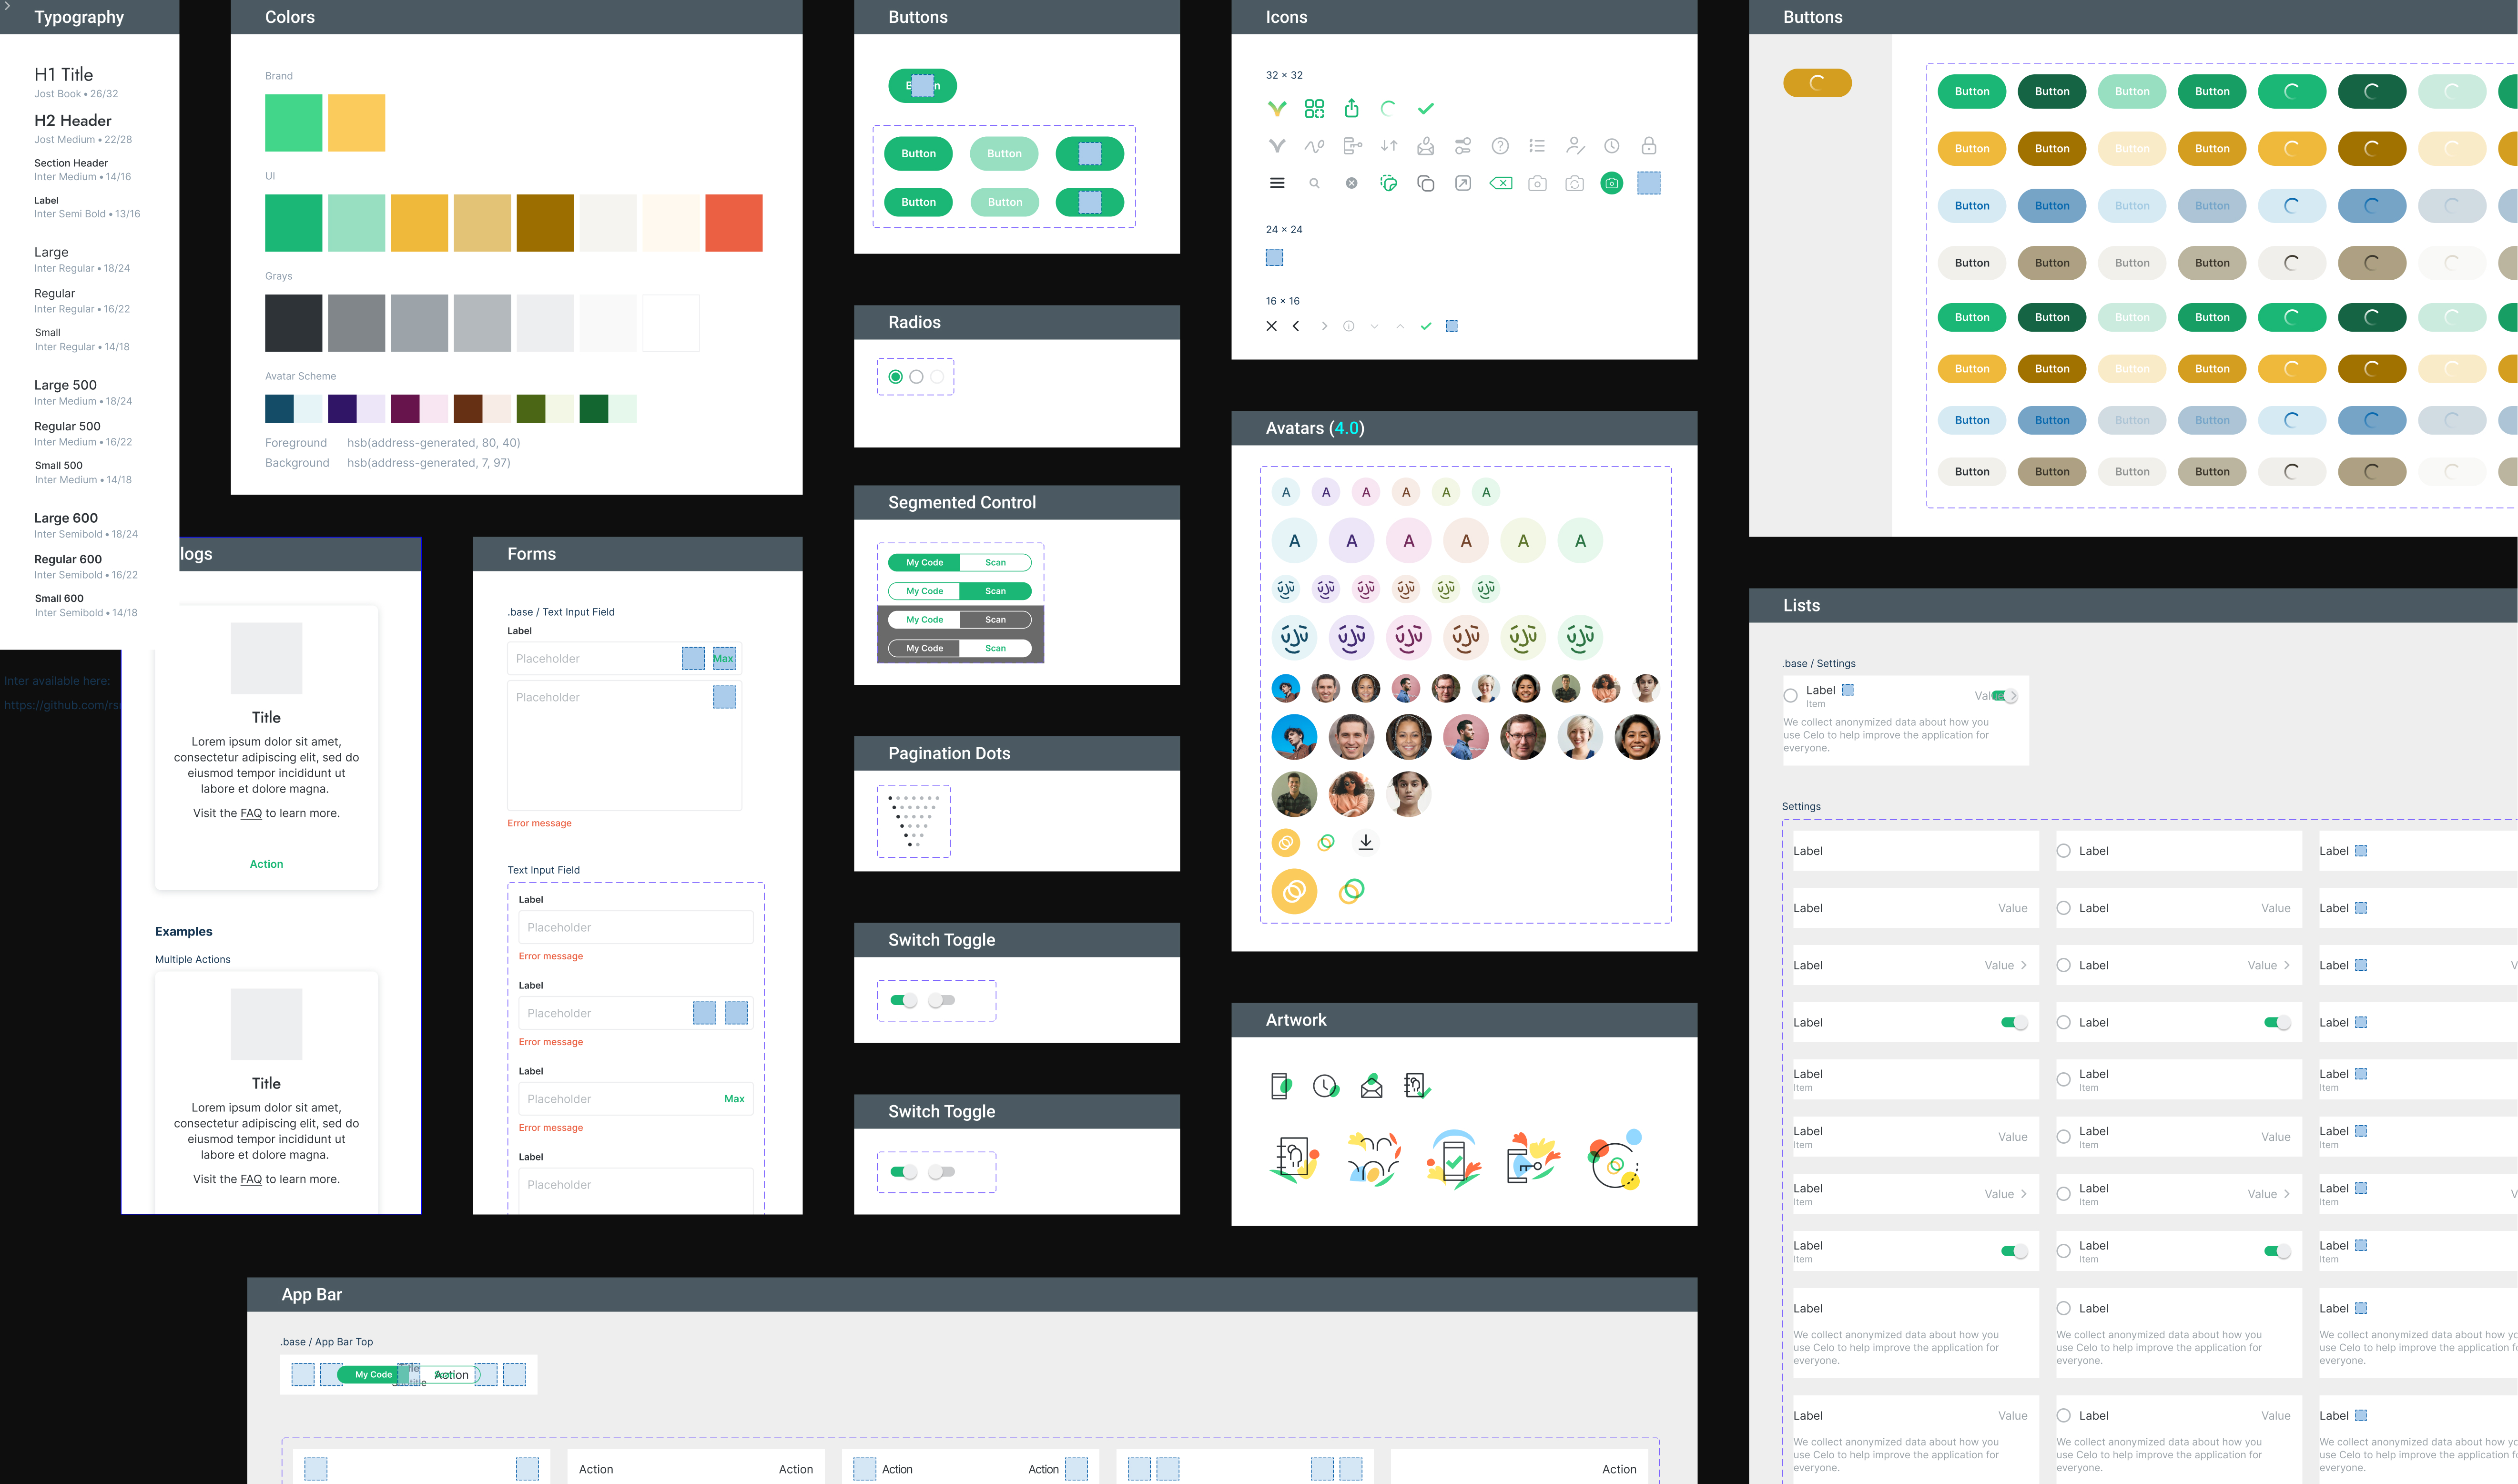 Typography
H1 Title
Jost Book • 26/32
H2 Header
Jost Medium • 22/28
Section Header
Inter Medium • 14/16
Label
Inter Semi Bold • 13/16
Large
Inter Regular • 18/24
Regular
Inter Regular • 16/22
Small
Inter Regular • 14/18
Large 500
Inter Medium • 18/24
Regular 500
Inter Medium • 16/22
Small 500
Inter Medium • 14/18
Large 600
Inter Semibold • 18/24
Regular 600
Inter Semibold • 16/22
Small 600
Inter Semibold • 14/18
Inter available here:
https://github.com/rs
Colors
Brand
UI
Grays
Avatar Scheme
Foreground hsb(address-generated, 80, 40)
Background hsb(address-generated, 7, 97)
logs
Title
Lorem ipsum dolor sit amet,
consectetur adipiscing elit, sed do
eiusmod tempor incididunt ut
labore et dolore magna.
Visit the FAQ to learn more.
Action
Examples
Multiple Actions
Title
Lorem ipsum dolor sit amet,
consectetur adipiscing elit, sed do
eiusmod tempor incididunt ut
labore et dolore magna.
Visit the FAQ to learn more.
Forms
.base / Text Input Field
Label
Placeholder Max
Placeholder
Error message
Text Input Field
Label
Placeholder
Error message
Label
Placeholder
Error message
Label
Placeholder Max
Error message
Label
Placeholder
Buttons
Button Button
Button Button
Radios
Segmented Control
My Code Scan
My Code Scan
My Code Scan
My Code Scan
Pagination Dots
Switch Toggle
Switch Toggle
Icons
32 × 32
24 × 24
16 × 16
Avatars (4.0)
A A A A A A
A A A A A A
Artwork
App Bar
.base / App Bar Top
My Code Action
Action Action Action Action Action
Buttons
Button Button Button Button
Button Button Button Button
Button Button Button Button
Button Button Button Button
Button Button Button Button
Button Button Button Button
Button Button Button Button
Button Button Button Button
Lists
.base / Settings
Label
Item
We collect anonymized data about how you
use Celo to help improve the application for
everyone.
Settings
Label Label Label
Label Value Label Value Label
Label Value Label Value Label
Label Label Label
Label Label Label
Item Item Item
Label Value Label Value Label
Item Item Item
Label Value Label Value Label
Item Item Item
Label Label Label
Item Item Item
Label Label Label
We collect anonymized data about how you We collect anonymized data about how you We collect anonymized data about how
use Celo to help improve the application for use Celo to help improve the application for use Celo to help improve the application
everyone. everyone. everyone.
Label Value Label Value Label
We collect anonymized data about how you We collect anonymized data about how you We collect anonymized data about how
use Celo to help improve the application for use Celo to help improve the application for use Celo to help improve the application
everyone. everyone. everyone.